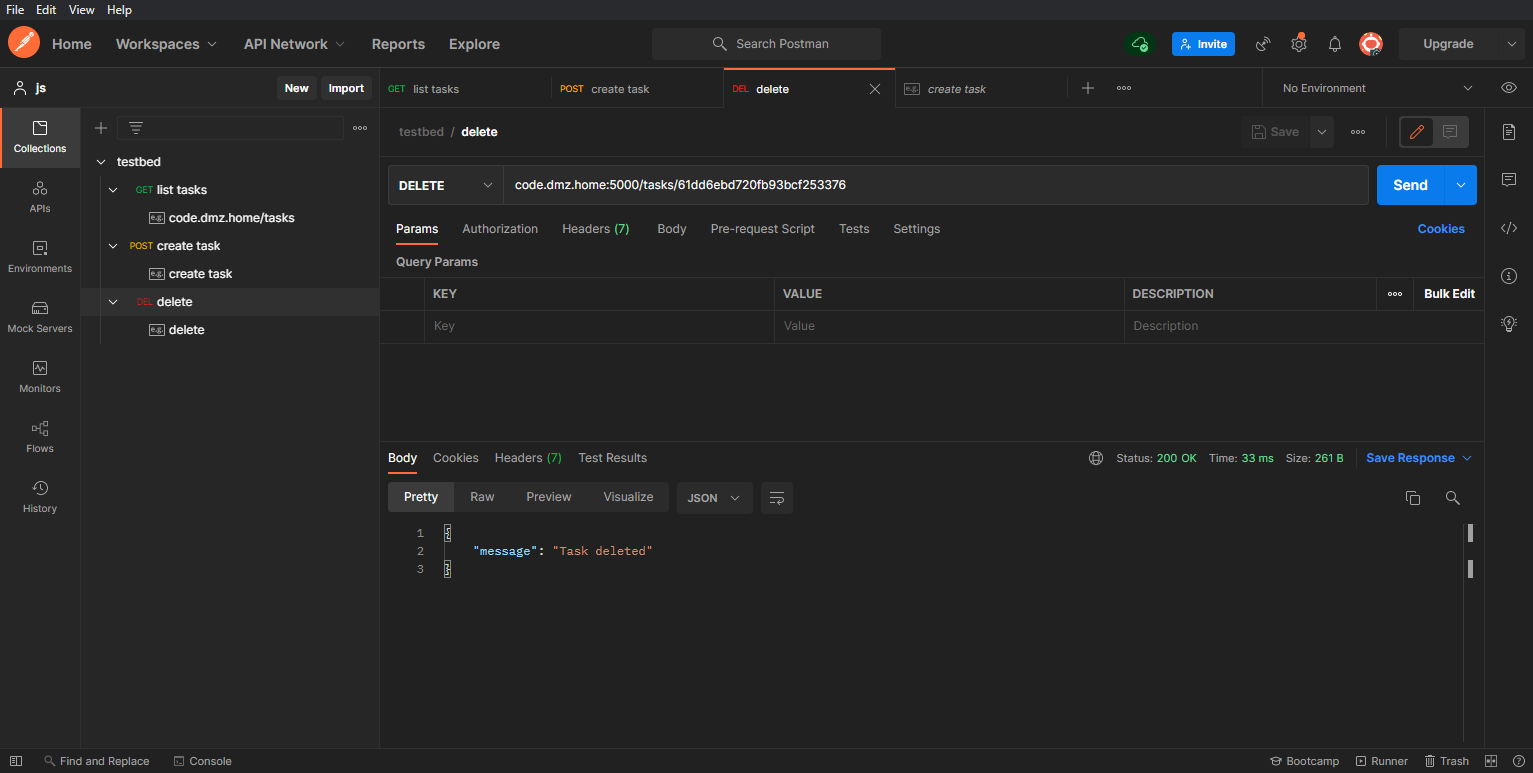 File Edit View Help
Home Workspaces API Network Reports Explore Search Postman Invite Upgrade
js New Import GET list tasks POST create task DEL delete e.g. create task No Environment
Collections
APIs
Environments
Mock Servers
Monitors
Flows
History
testbed
GET list tasks
e.g. code.dmz.home/tasks
POST create task
e.g. create task
DEL delete
e.g. delete
testbed / delete Save
DELETE code.dmz.home:5000/tasks/61dd6ebd720fb93bcf253376 Send
Params Authorization Headers (7) Body Pre-request Script Tests Settings Cookies
Query Params
KEY VALUE DESCRIPTION Bulk Edit
Key Value Description
Body Cookies Headers (7) Test Results Status: 200 OK Time: 33 ms Size: 261 B Save Response
Pretty Raw Preview Visualize JSON
1 {
2 "message": "Task deleted"
3 }
Find and Replace Console Bootcamp Runner Trash